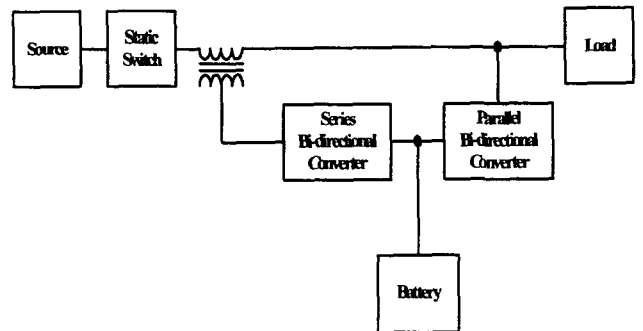 Source
Static
Switch
Load
Series
Bi-directional
Converter
Parallel
Bi-directional
Converter
Battery